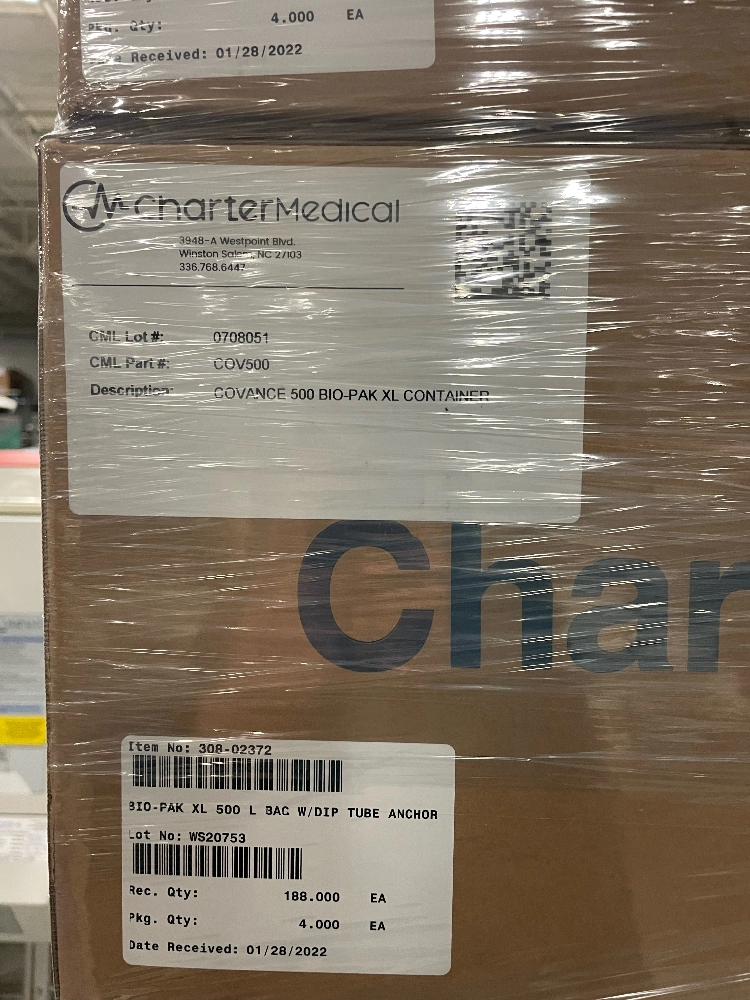 4.000 EA
Pkg. Qty:
Date Received: 01/28/2022
CharterMedical
3948-A Westpoint Blvd.
Winston Salem, NC 27103
336.768.6447
CML Lot #: 0708051
CML Part #: COV500
Description: COVANCE 500 BIO-PAK XL CONTAINER
Char
Item No: 308-02372
BIO-PAK XL 500 L BAG W/DIP TUBE ANCHOR
Lot No: WS20753
Rec. Qty: 188.000 EA
Pkg. Qty: 4.000 EA
Date Received: 01/28/2022